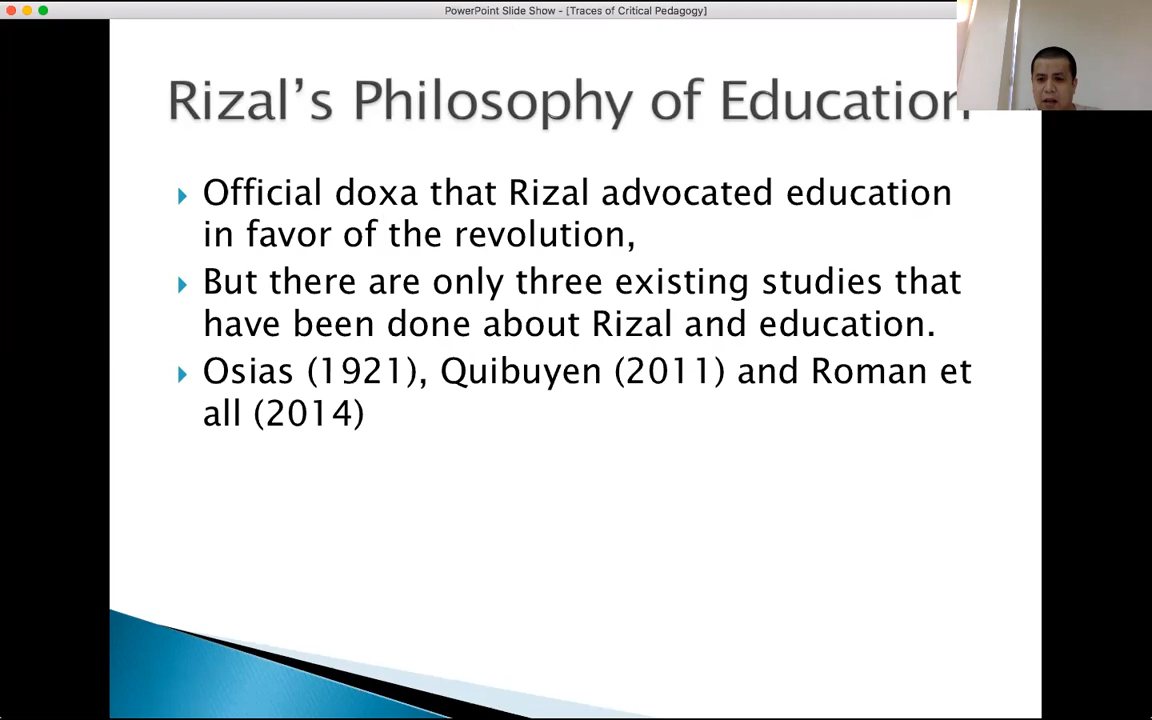 PowerPoint Slide Show - [Traces of Critical Pedagogy]
Rizal's Philosophy of Education
Official doxa that Rizal advocated education
in favor of the revolution,
But there are only three existing studies that
have been done about Rizal and education.
Osias (1921), Quibuyen (2011) and Roman et
all (2014)